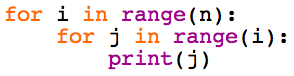 for i in range(n):
    for j in range(i):
        print(j)